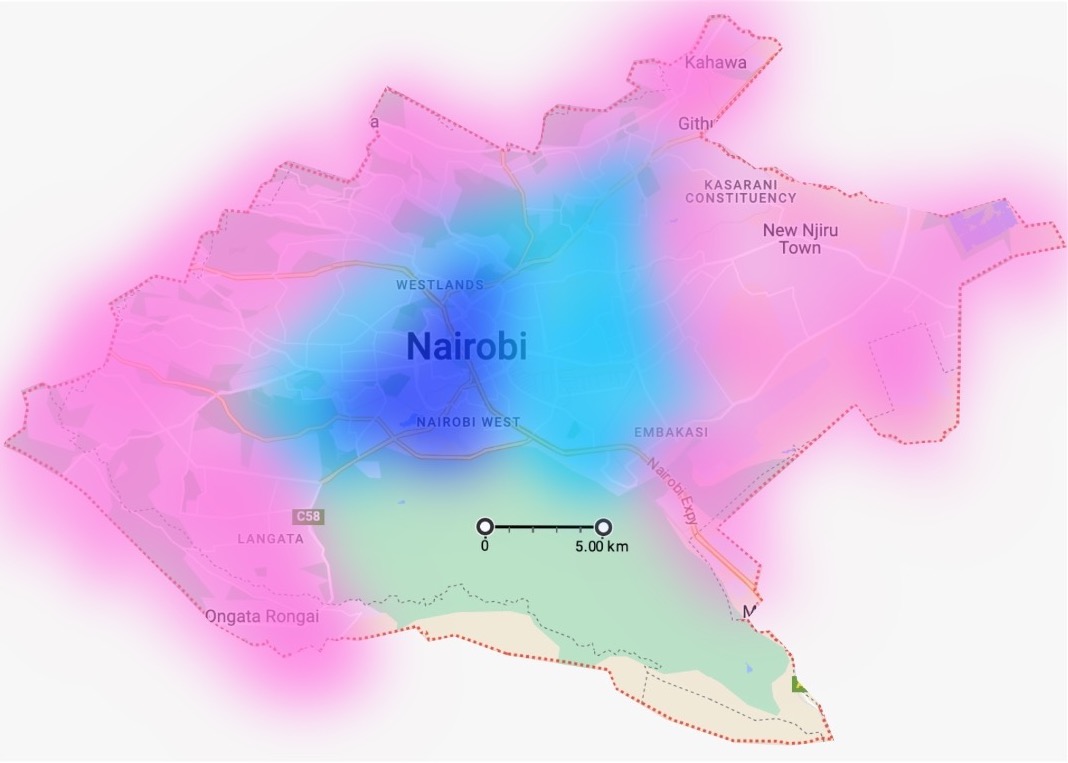 Kahawa
a
Githu
KASARANI
CONSTITUENCY
New Njiru
Town
WESTLANDS
Nairobi
NAIROBI WEST
EMBAKASI
Nairobi Expy
C58
0
5.00 km
LANGATA
Ongata Rongai
M